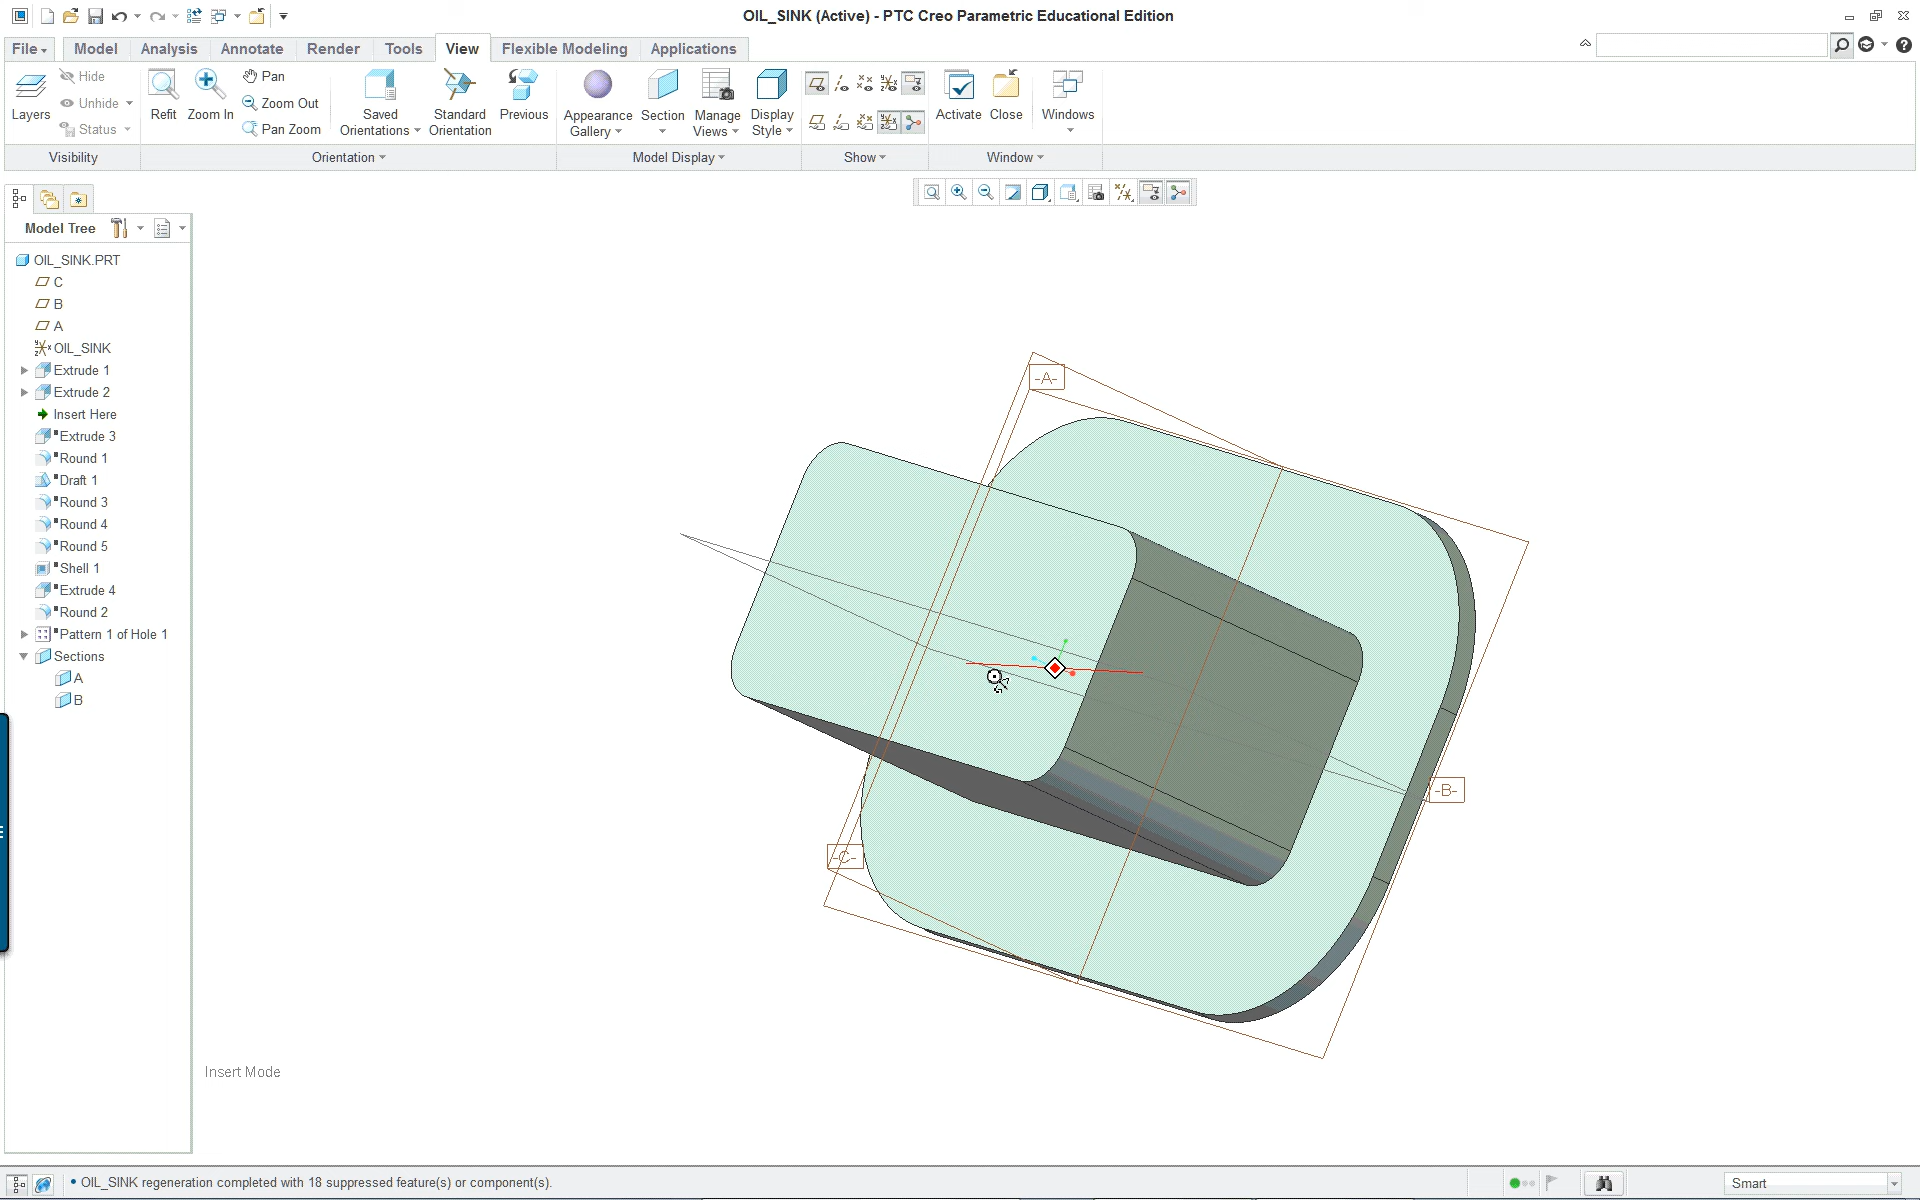 OIL_SINK (Active) - PTC Creo Parametric Educational Edition
File Model Analysis Annotate Render Tools View Flexible Modeling Applications
Layers
Hide
Unhide
Status
Visibility
Refit
Zoom In
Pan
Zoom Out
Pan Zoom
Saved
Orientations
Standard
Orientation
Previous
Orientation
Appearance
Gallery
Section
Manage
Views
Display
Style
Model Display
Show
Activate
Close
Windows
Window
Model Tree
OIL_SINK.PRT
C
B
A
OIL_SINK
Extrude 1
Extrude 2
Insert Here
Extrude 3
Round 1
Draft 1
Round 3
Round 4
Round 5
Shell 1
Extrude 4
Round 2
Pattern 1 of Hole 1
Sections
A
B
-A-
-B-
-C-
Insert Mode
• OIL_SINK regeneration completed with 18 suppressed feature(s) or component(s).
Smart